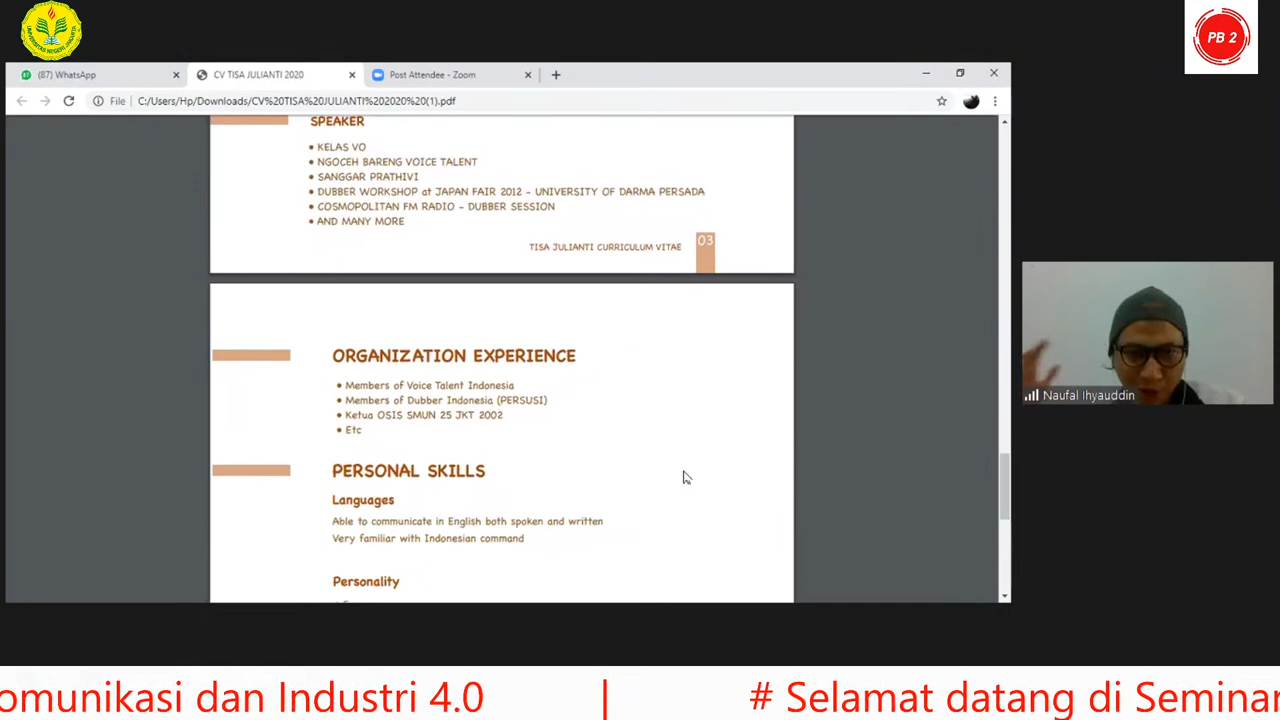 UNIVERSITAS NEGERI JAKARTA
PB 2
(87) WhatsApp
CV TISA JULIANTI 2020
Post Attendee - Zoom
File
C:/Users/Hp/Downloads/CV%20TISA%20JULIANTI%202020%20(1).pdf
SPEAKER
• KELAS VO
• NGOCEH BARENG VOICE TALENT
• SANGGAR PRATHIVI
• DUBBER WORKSHOP at JAPAN FAIR 2012 - UNIVERSITY OF DARMA PERSADA
• COSMOPOLITAN FM RADIO - DUBBER SESSION
• AND MANY MORE
TISA JULIANTI CURRICULUM VITAE
03
ORGANIZATION EXPERIENCE
• Members of Voice Talent Indonesia
• Members of Dubber Indonesia (PERSUSI)
• Ketua OSIS SMUN 25 JKT 2002
• Etc
PERSONAL SKILLS
Languages
Able to communicate in English both spoken and written
Very familiar with Indonesian command
Personality
Naufal Ihyauddin
omunikasi dan Industri 4.0 | # Selamat datang di Seminar